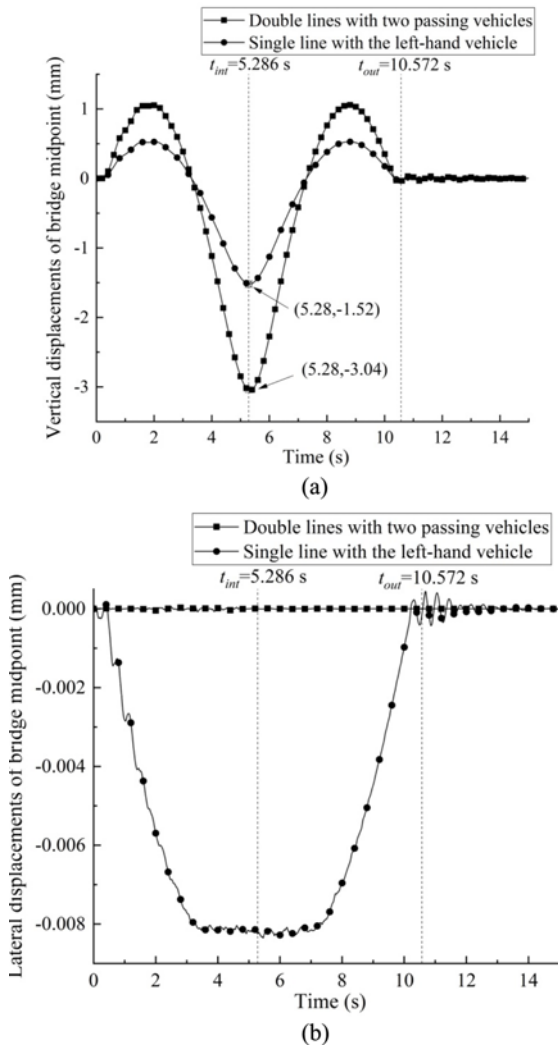 Double lines with two passing vehicles
Single line with the left-hand vehicle
t_int=5.286 s
t_out=10.572 s
Vertical displacements of bridge midpoint (mm)
1
0
-1
-2
-3
(5.28,-1.52)
(5.28,-3.04)
0 2 4 6 8 10 12 14
Time (s)
(a)
Double lines with two passing vehicles
Single line with the left-hand vehicle
t_int=5.286 s
t_out=10.572 s
Lateral displacements of bridge midpoint (mm)
0.000
-0.002
-0.004
-0.006
-0.008
0 2 4 6 8 10 12 14
Time (s)
(b)